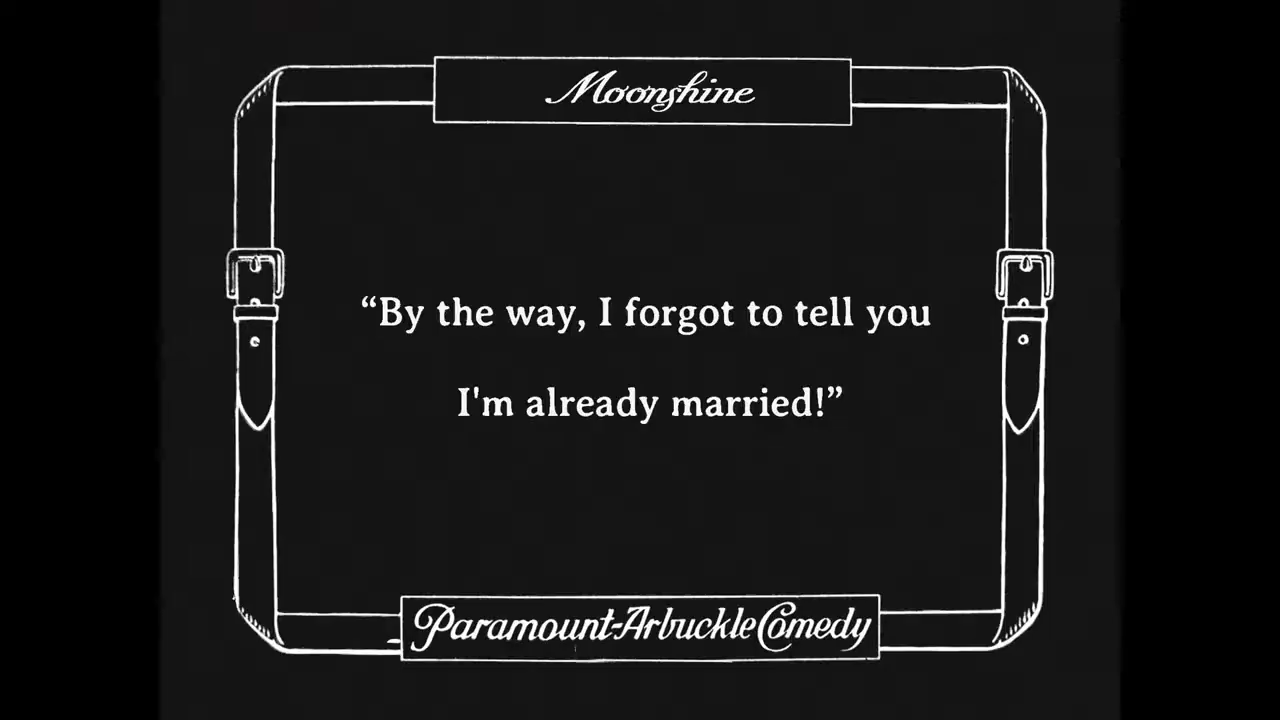 Moonshine
“By the way, I forgot to tell you
I'm already married!”
Paramount-Arbuckle Comedy